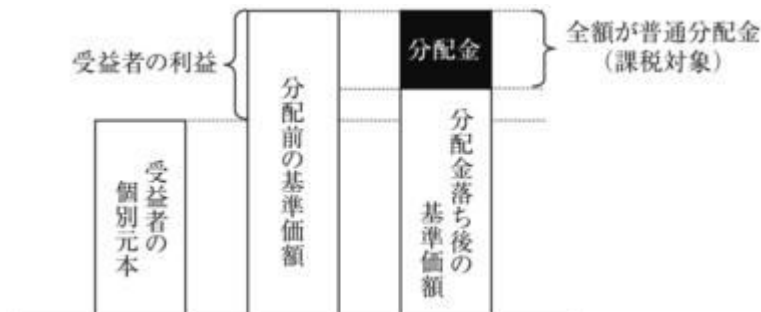 受益者の利益
分配金
全額が普通分配金
（課税対象）
受益者の
個別元本
分配前の基準価額
分配金落ち後の
基準価額